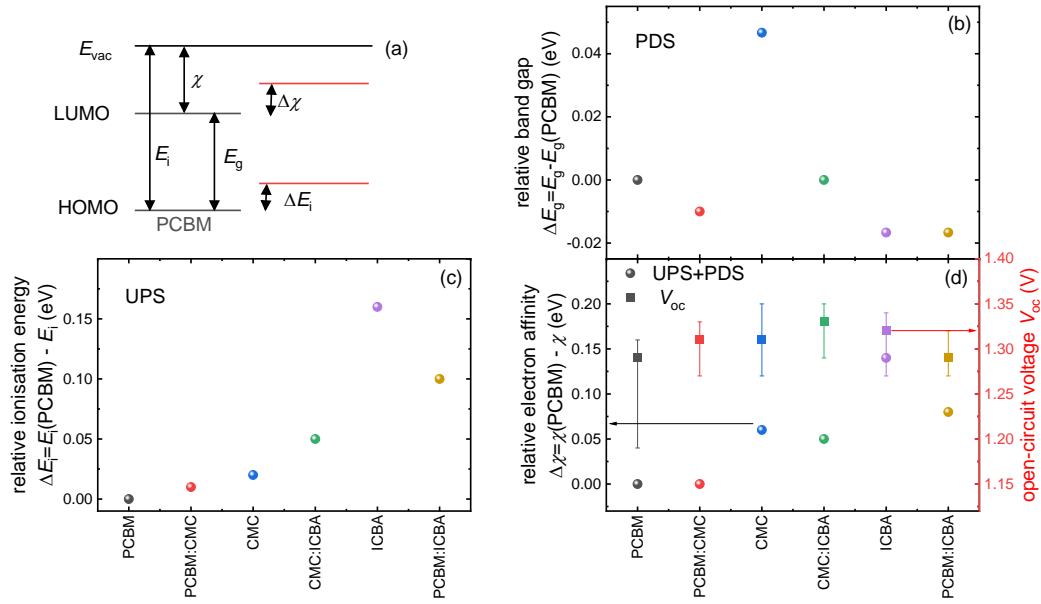 (a)
E_vac
χ
LUMO
Δχ
E_i
E_g
HOMO
ΔE_i
PCBM
(b)
PDS
relative band gap
ΔE_g=E_g-E_g(PCBM) (eV)
0.04
0.02
0.00
-0.02
(c)
UPS
relative ionisation energy
ΔE_i=E_i(PCBM) - E_i (eV)
0.15
0.10
0.05
0.00
PCBM
PCBM:CMC
CMC
CMC:ICBA
ICBA
PCBM:ICBA
(d)
UPS+PDS
V_oc
relative electron affinity
Δχ=χ(PCBM) - χ (eV)
0.20
0.15
0.10
0.05
0.00
1.40
1.35
1.30
1.25
1.20
1.15
open-circuit voltage V_oc (V)
PCBM
PCBM:CMC
CMC
CMC:ICBA
ICBA
PCBM:ICBA